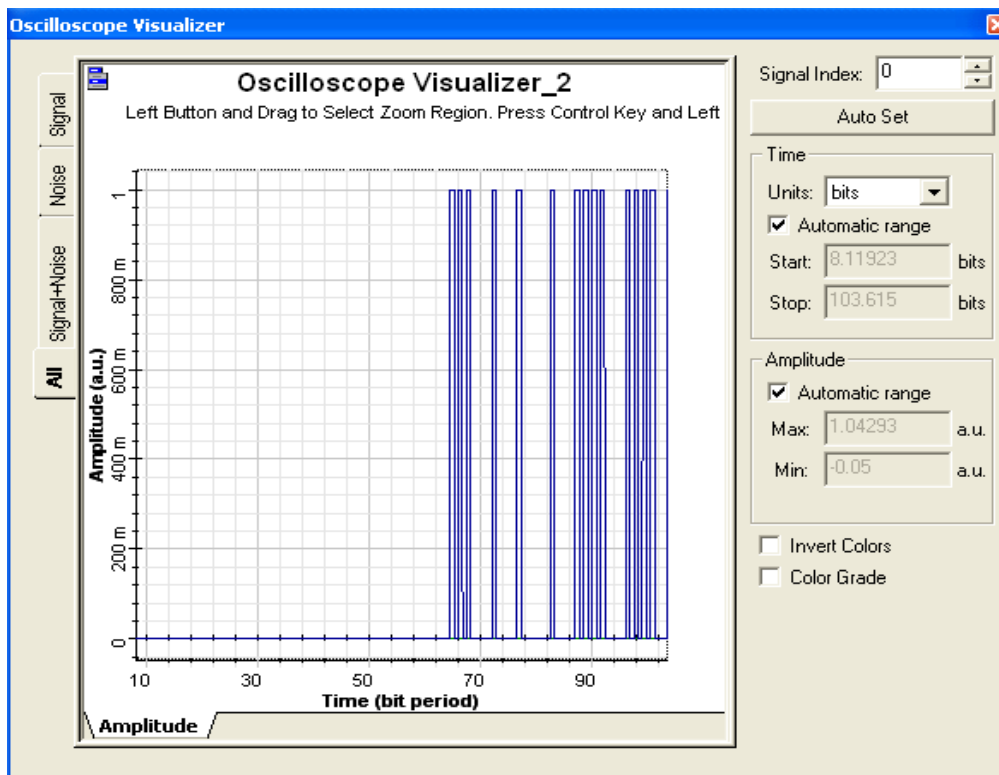 Oscilloscope Visualizer
Signal
Noise
Signal+Noise
All
Oscilloscope Visualizer_2
Left Button and Drag to Select Zoom Region. Press Control Key and Left
Amplitude (a.u.)
1
800 m
600 m
400 m
200 m
0
10 30 50 70 90
Time (bit period)
Amplitude
Signal Index: 0
Auto Set
Time
Units: bits
Automatic range
Start: 8.11923 bits
Stop: 103.615 bits
Amplitude
Automatic range
Max: 1.04293 a.u.
Min: -0.05 a.u.
Invert Colors
Color Grade